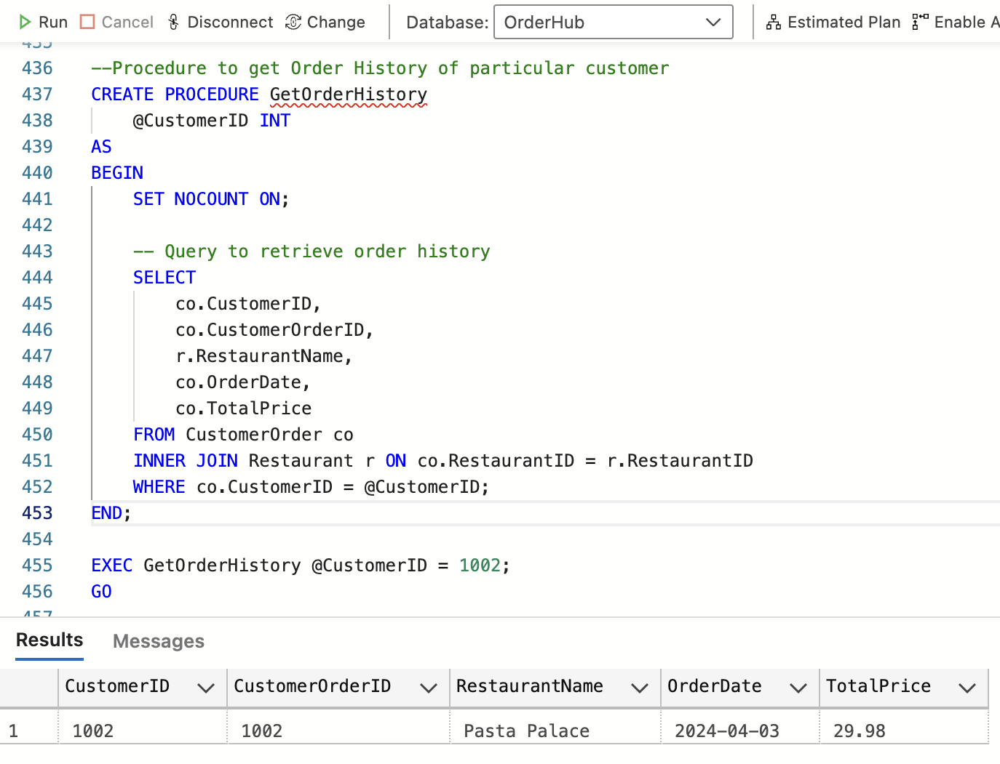 Run Cancel Disconnect Change Database: OrderHub Estimated Plan Enable A
435
436 --Procedure to get Order History of particular customer
437 CREATE PROCEDURE GetOrderHistory
438 @CustomerID INT
439 AS
440 BEGIN
441 SET NOCOUNT ON;
442
443 -- Query to retrieve order history
444 SELECT
445 co.CustomerID,
446 co.CustomerOrderID,
447 r.RestaurantName,
448 co.OrderDate,
449 co.TotalPrice
450 FROM CustomerOrder co
451 INNER JOIN Restaurant r ON co.RestaurantID = r.RestaurantID
452 WHERE co.CustomerID = @CustomerID;
453 END;
454
455 EXEC GetOrderHistory @CustomerID = 1002;
456 GO
457
Results Messages
CustomerID CustomerOrderID RestaurantName OrderDate TotalPrice
1 1002 1002 Pasta Palace 2024-04-03 29.98